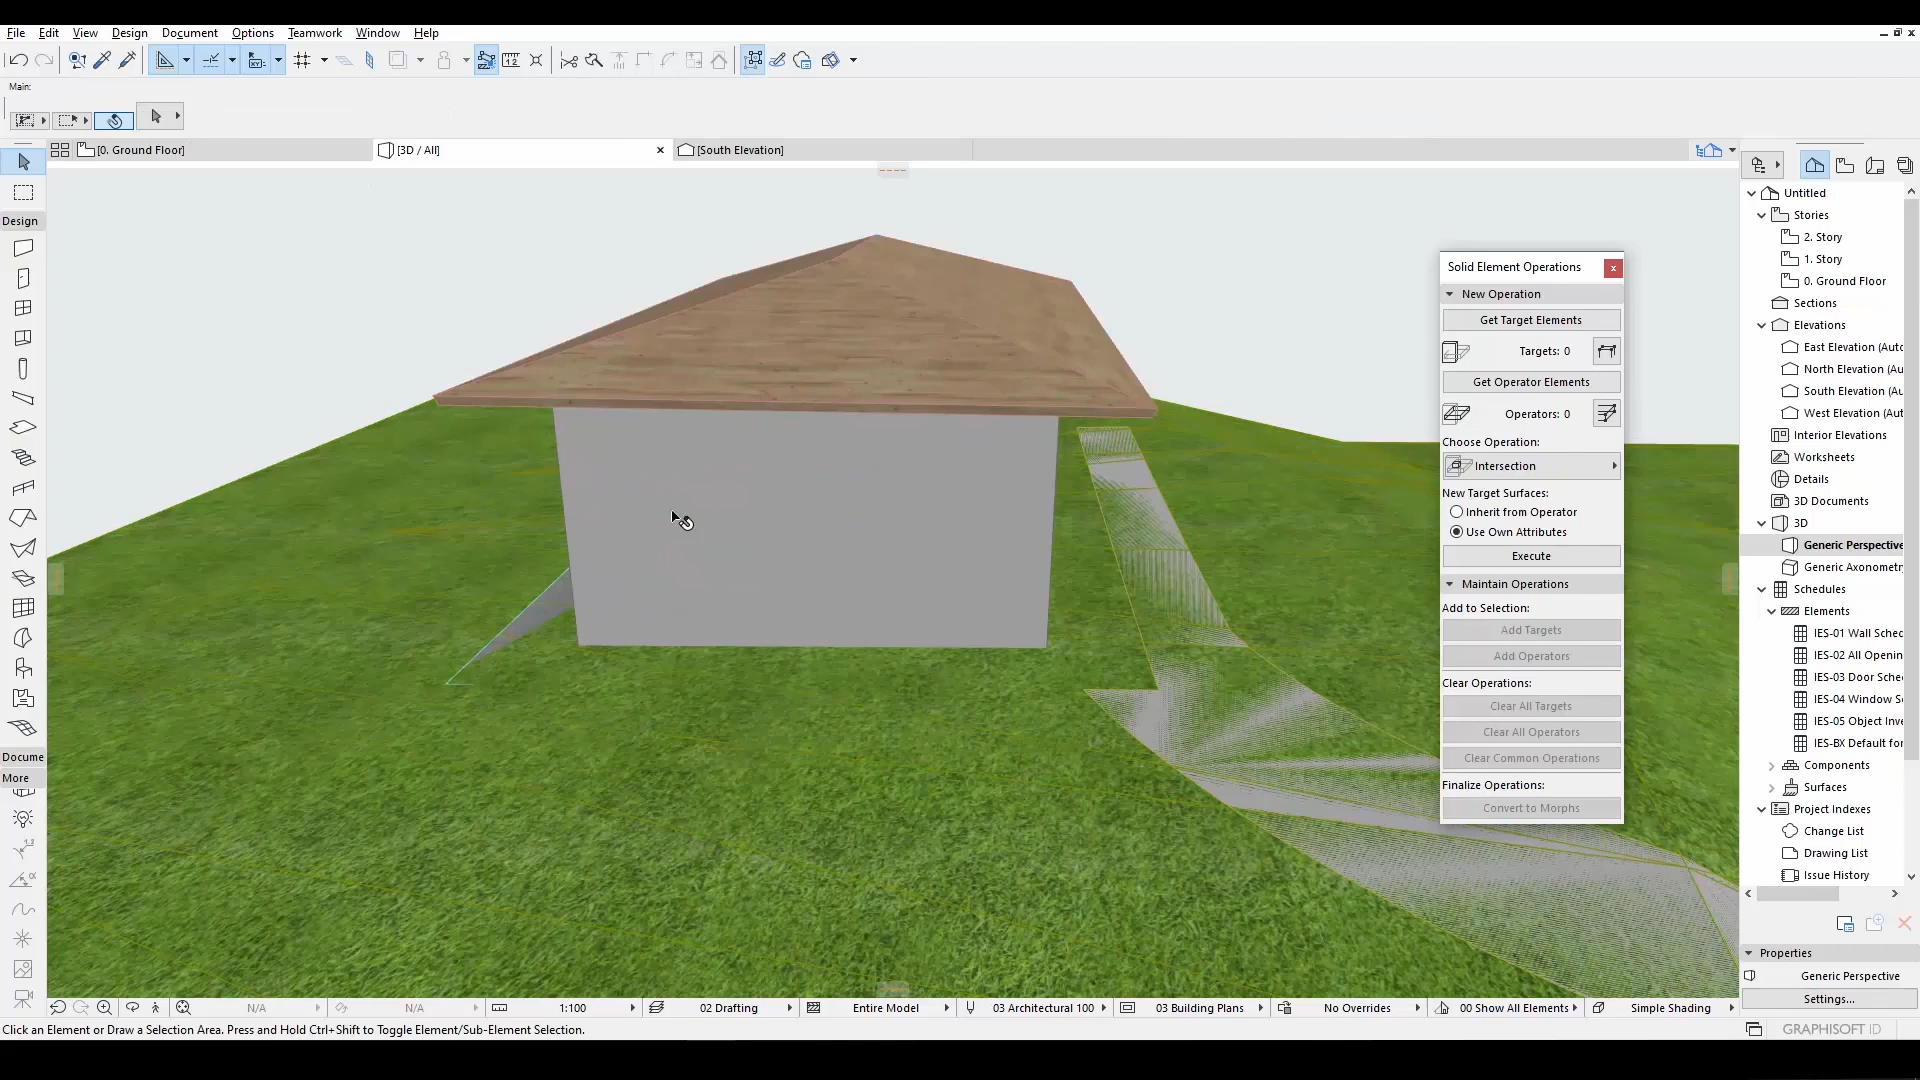 File Edit View Design Document Options Teamwork Window Help
Main:
[0. Ground Floor]
[3D / All]
[South Elevation]
Design
Docume
More
Solid Element Operations
New Operation
Get Target Elements
Targets: 0
Get Operator Elements
Operators: 0
Choose Operation:
Intersection
New Target Surfaces:
Inherit from Operator
Use Own Attributes
Execute
Maintain Operations
Add to Selection:
Add Targets
Add Operators
Clear Operations:
Clear All Targets
Clear All Operators
Clear Common Operations
Finalize Operations:
Convert to Morphs
Untitled
Stories
2. Story
1. Story
0. Ground Floor
Sections
Elevations
East Elevation (Autc
North Elevation (Au
South Elevation (Au
West Elevation (Aut
Interior Elevations
Worksheets
Details
3D Documents
3D
Generic Perspective
Generic Axonometr
Schedules
Elements
IES-01 Wall Sched
IES-02 All Openin
IES-03 Door Sche
IES-04 Window S
IES-05 Object Inve
IES-BX Default for
Components
Surfaces
Project Indexes
Change List
Drawing List
Issue History
Properties
Generic Perspective
Settings...
N/A N/A 1:100 02 Drafting Entire Model 03 Architectural 100 03 Building Plans No Overrides 00 Show All Elements Simple Shading
Click an Element or Draw a Selection Area. Press and Hold Ctrl+Shift to Toggle Element/Sub-Element Selection.
GRAPHISOFT ID